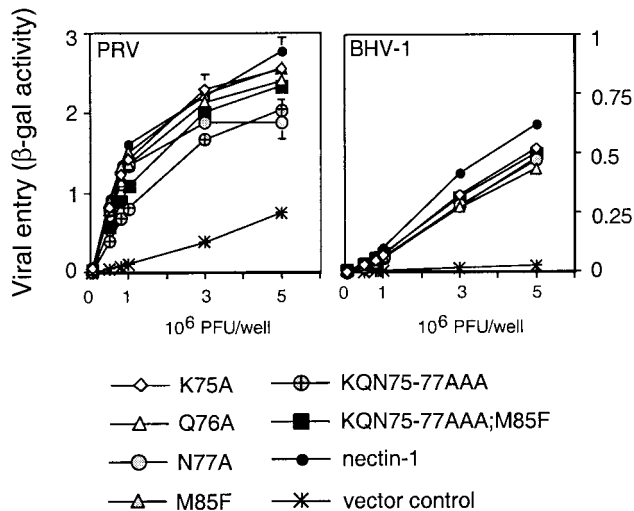 Viral entry (β-gal activity)
3
2
1
0
PRV
BHV-1
1
0.75
0.5
0.25
0
0 1 3 5
0 1 3 5
10⁶ PFU/well
10⁶ PFU/well
K75A
KQN75-77AAA
Q76A
KQN75-77AAA;M85F
N77A
nectin-1
M85F
vector control